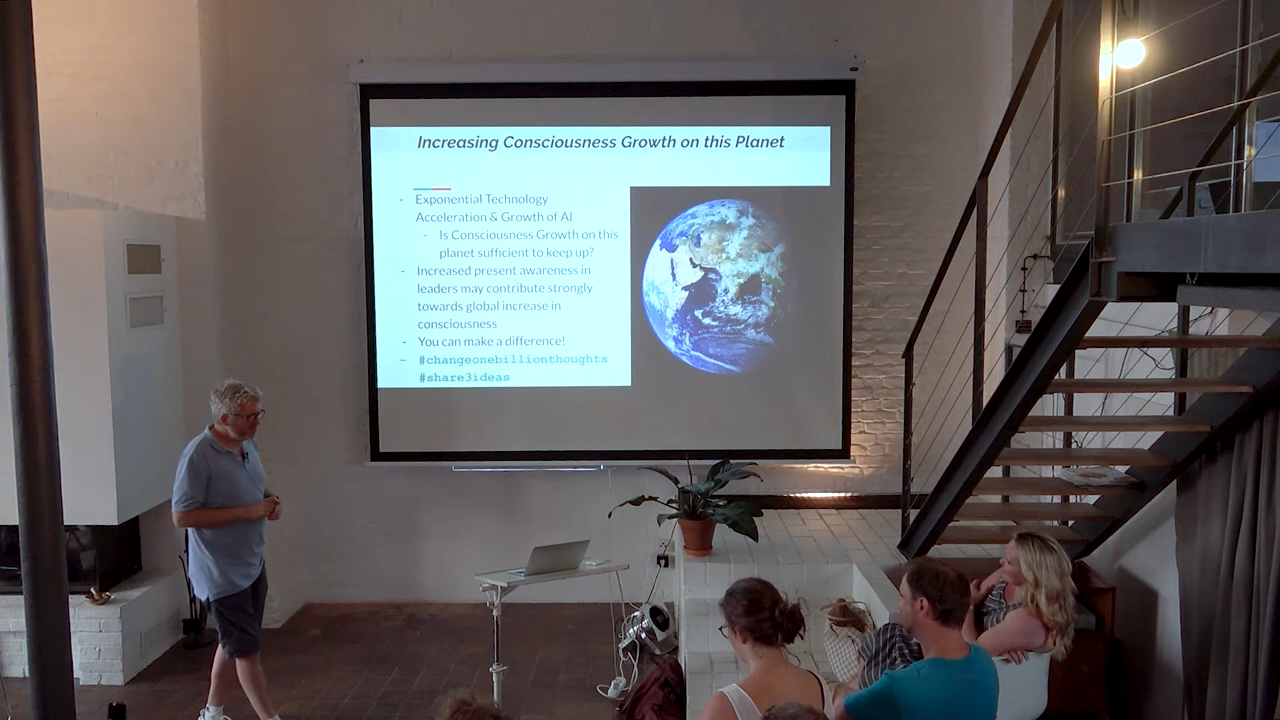 Increasing Consciousness Growth on this Planet
- Exponential Technology
Acceleration & Growth of AI
- Is Consciousness Growth on this
planet sufficient to keep up?
- Increased present awareness in
leaders may contribute strongly
towards global increase in
consciousness
- You can make a difference!
- #changeonebillionthoughts
#share3ideas